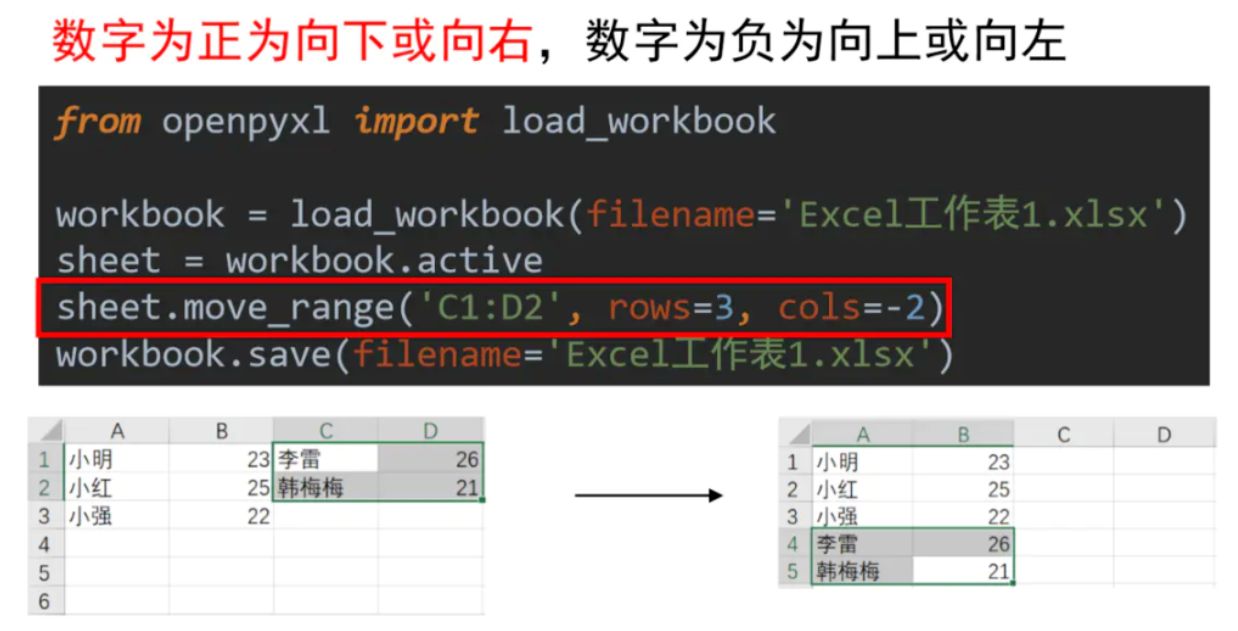 数字为正为向下或向右，数字为负为向上或向左
from openpyxl import load_workbook
workbook = load_workbook(filename='Excel工作表1.xlsx')
sheet = workbook.active
sheet.move_range('C1:D2', rows=3, cols=-2)
workbook.save(filename='Excel工作表1.xlsx')
A B C D
1 小明 23 李雷 26
2 小红 25 韩梅梅 21
3 小强 22
4
5
6
A B C D
1 小明 23
2 小红 25
3 小强 22
4 李雷 26
5 韩梅梅 21